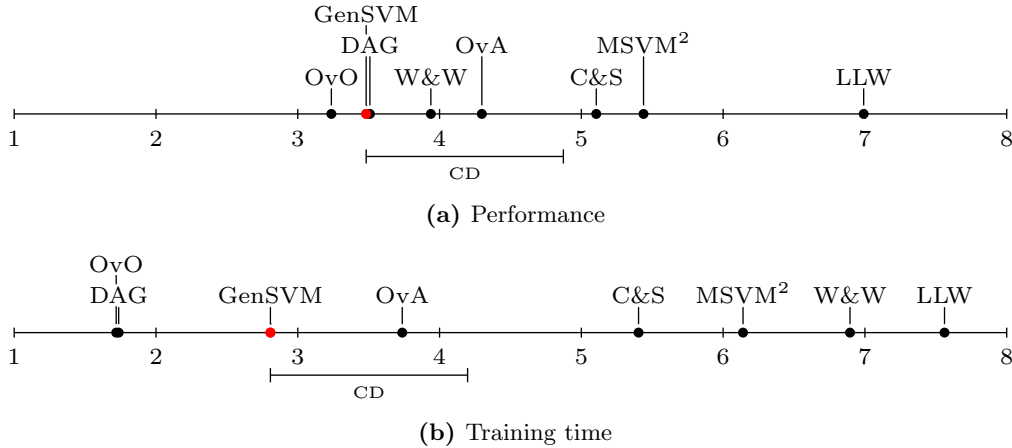 GenSVM
DAG OvA MSVM²
OvO W&W C&S LLW
1 2 3 4 5 6 7 8
CD
(a) Performance
OvO
DAG GenSVM OvA C&S MSVM² W&W LLW
1 2 3 4 5 6 7 8
CD
(b) Training time